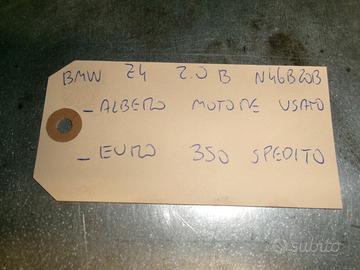 BMW Z4 2.0 B N46B20B
- ALBERO MOTORE USATO
- EURO 350 SPEDITO
subito